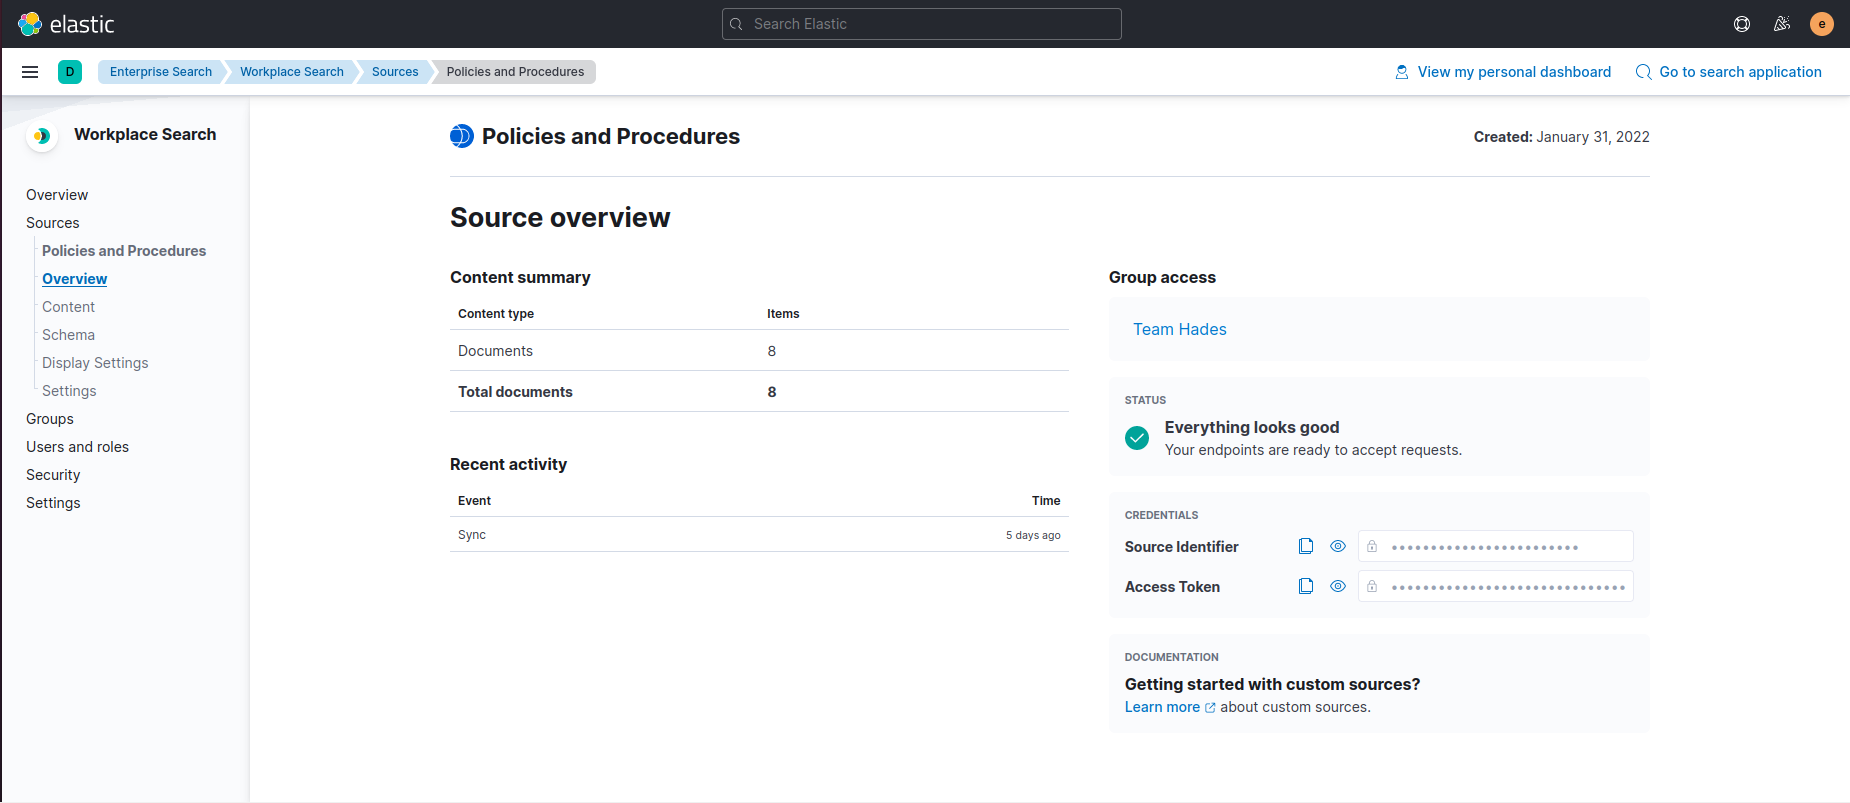 elastic
Search Elastic
e
D
Enterprise Search
Workplace Search
Sources
Policies and Procedures
View my personal dashboard
Go to search application
Workplace Search
Overview
Sources
Policies and Procedures
Overview
Content
Schema
Display Settings
Settings
Groups
Users and roles
Security
Settings
Policies and Procedures
Created: January 31, 2022
Source overview
Content summary
Content type Items
Documents 8
Total documents 8
Recent activity
Event Time
Sync 5 days ago
Group access
Team Hades
STATUS
Everything looks good
Your endpoints are ready to accept requests.
CREDENTIALS
Source Identifier
Access Token
DOCUMENTATION
Getting started with custom sources?
Learn more about custom sources.